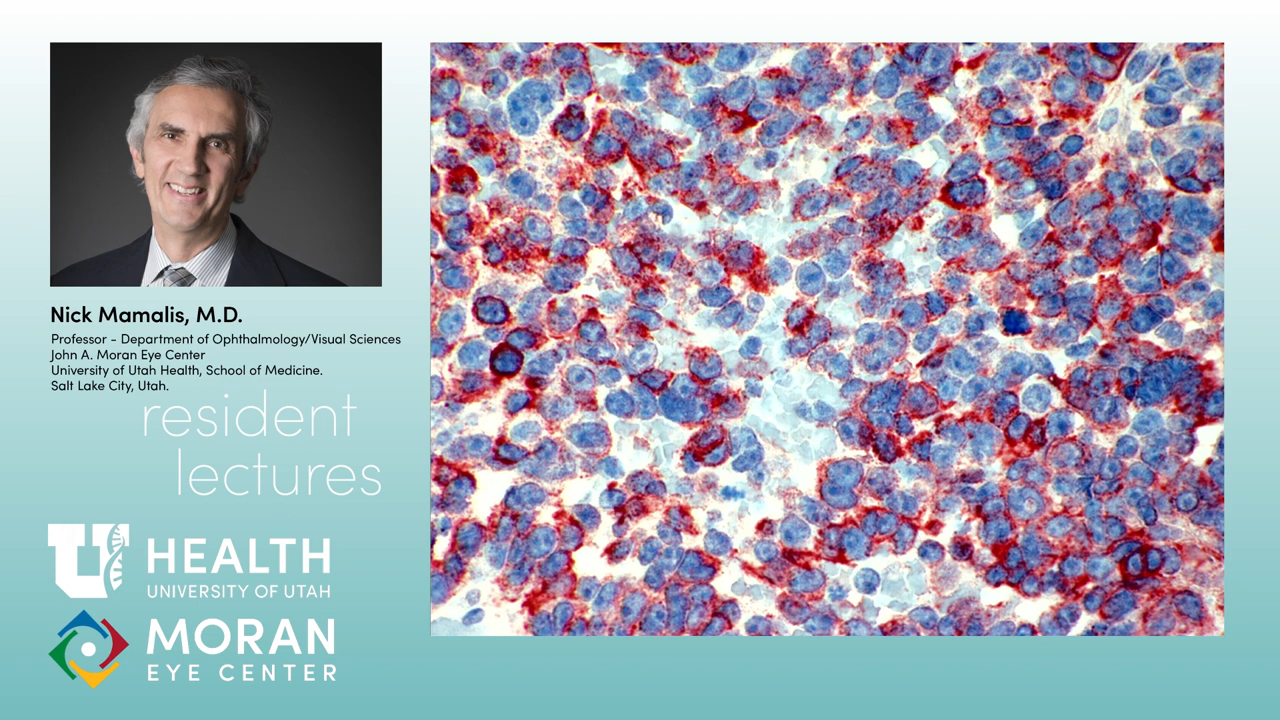 Nick Mamalis, M.D.
Professor - Department of Ophthalmology/Visual Sciences
John A. Moran Eye Center
University of Utah Health, School of Medicine.
Salt Lake City, Utah.
resident
lectures
U HEALTH
UNIVERSITY OF UTAH
MORAN
EYE CENTER